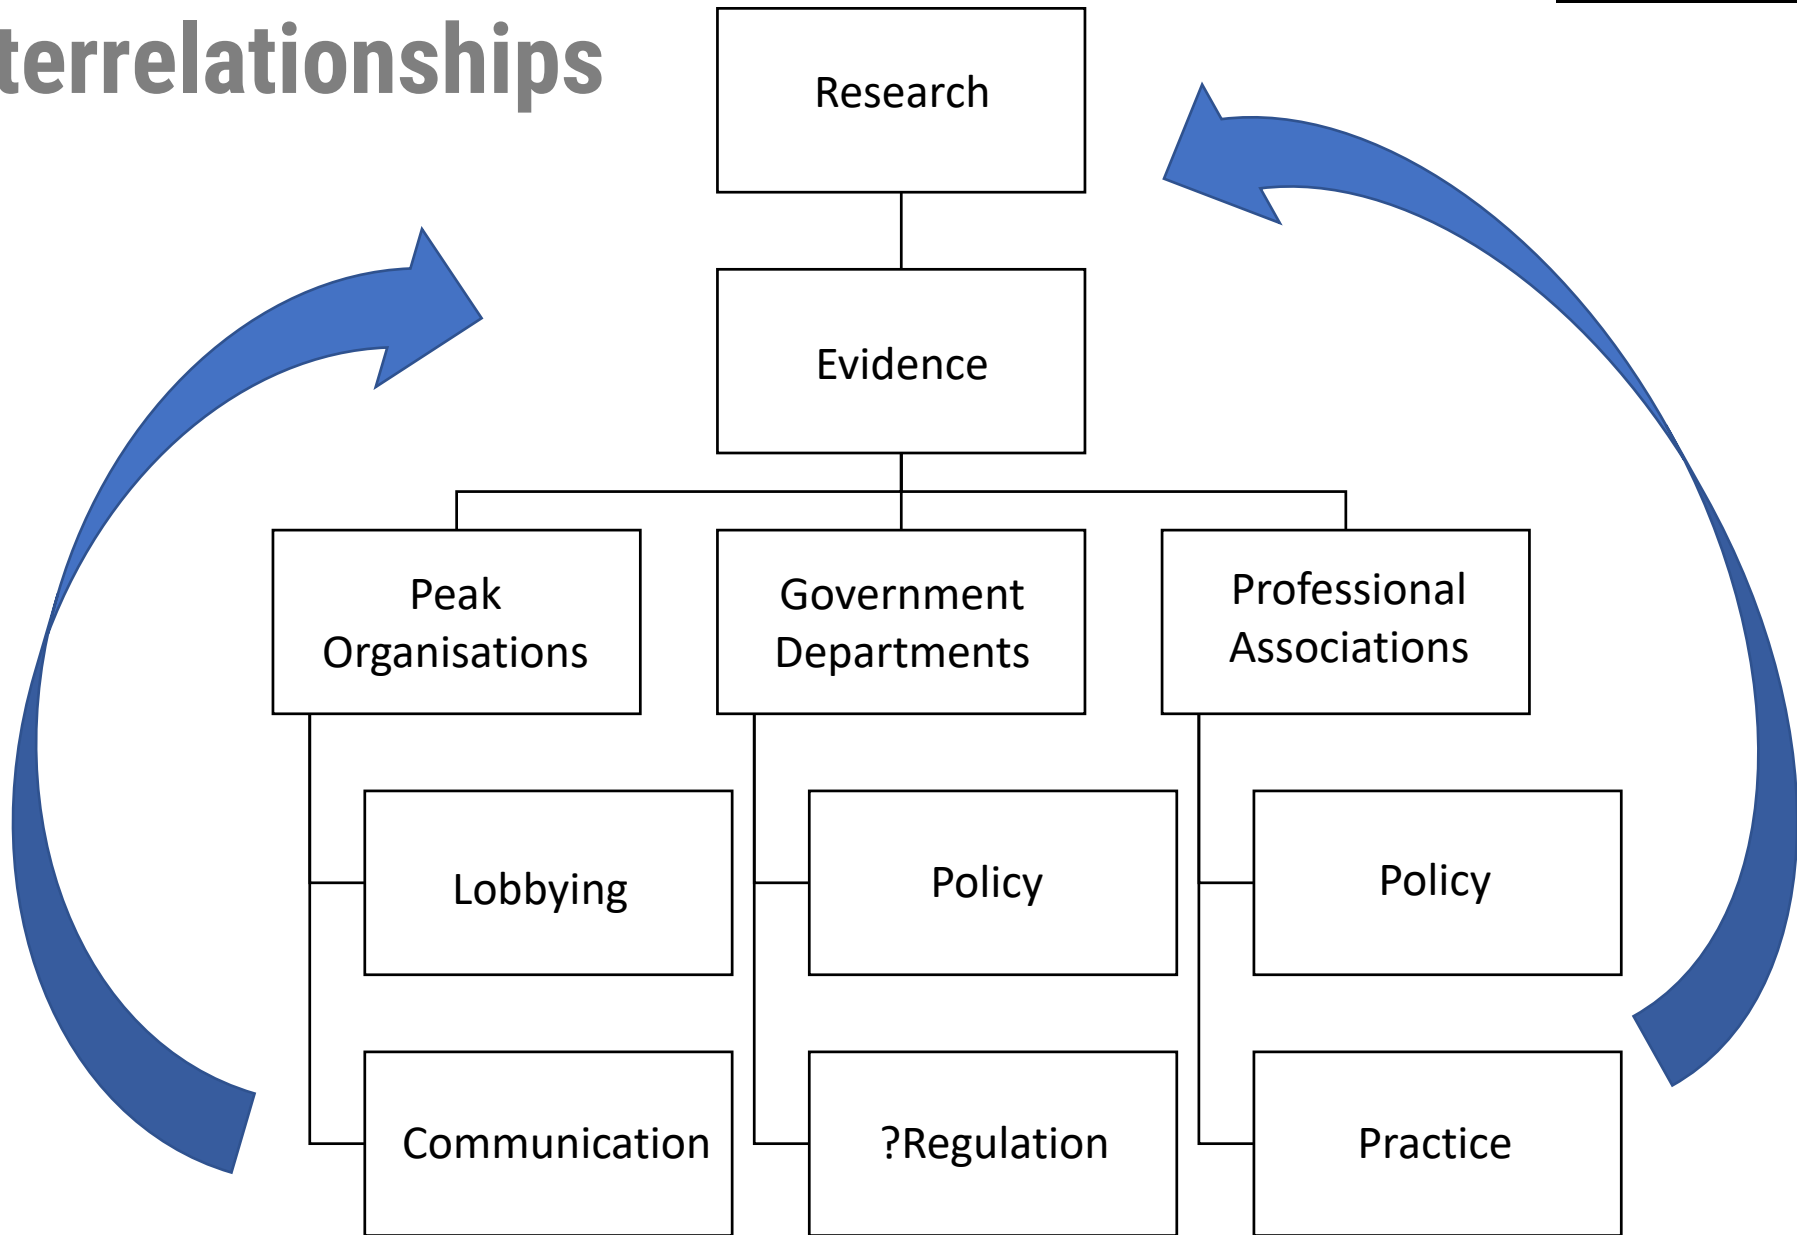 terrelationships
Research
Evidence
Peak
Organisations
Government
Departments
Professional
Associations
Lobbying
Policy
Policy
Communication
?Regulation
Practice